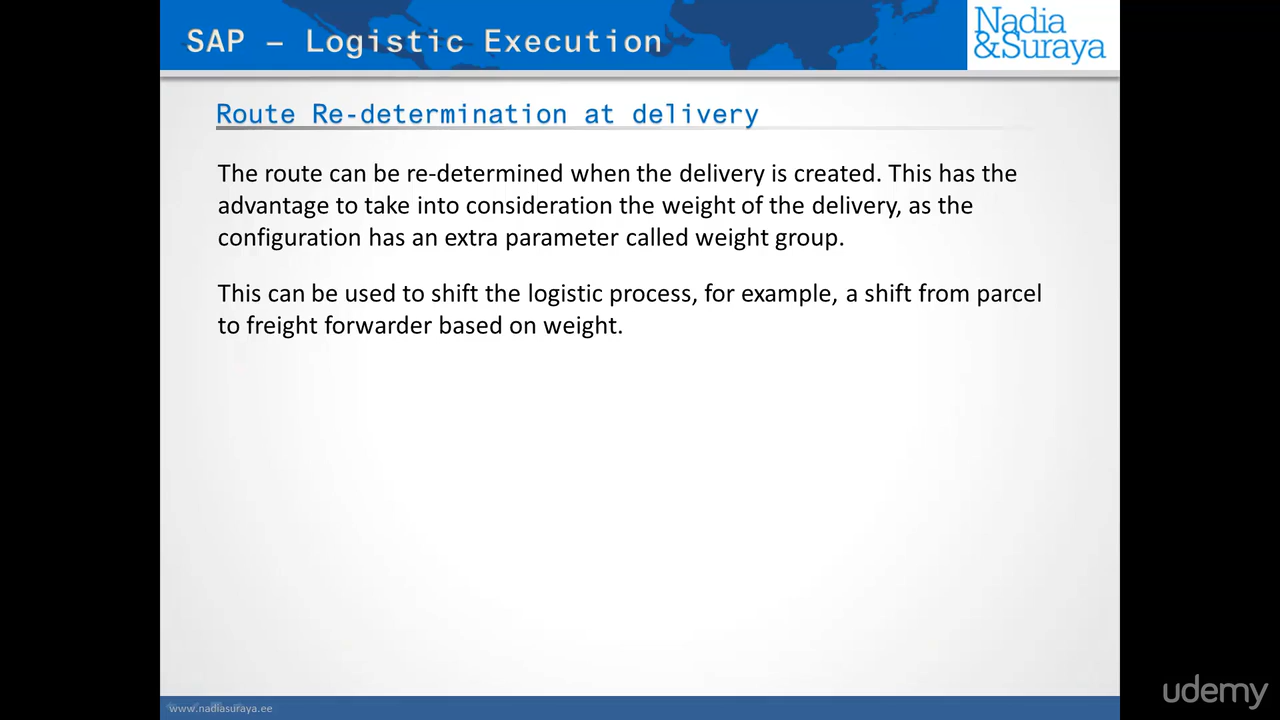 SAP – Logistic Execution
Nadia
&Suraya
Route Re-determination at delivery
The route can be re-determined when the delivery is created. This has the
advantage to take into consideration the weight of the delivery, as the
configuration has an extra parameter called weight group.
This can be used to shift the logistic process, for example, a shift from parcel
to freight forwarder based on weight.
www.nadiasuraya.ee
udemy